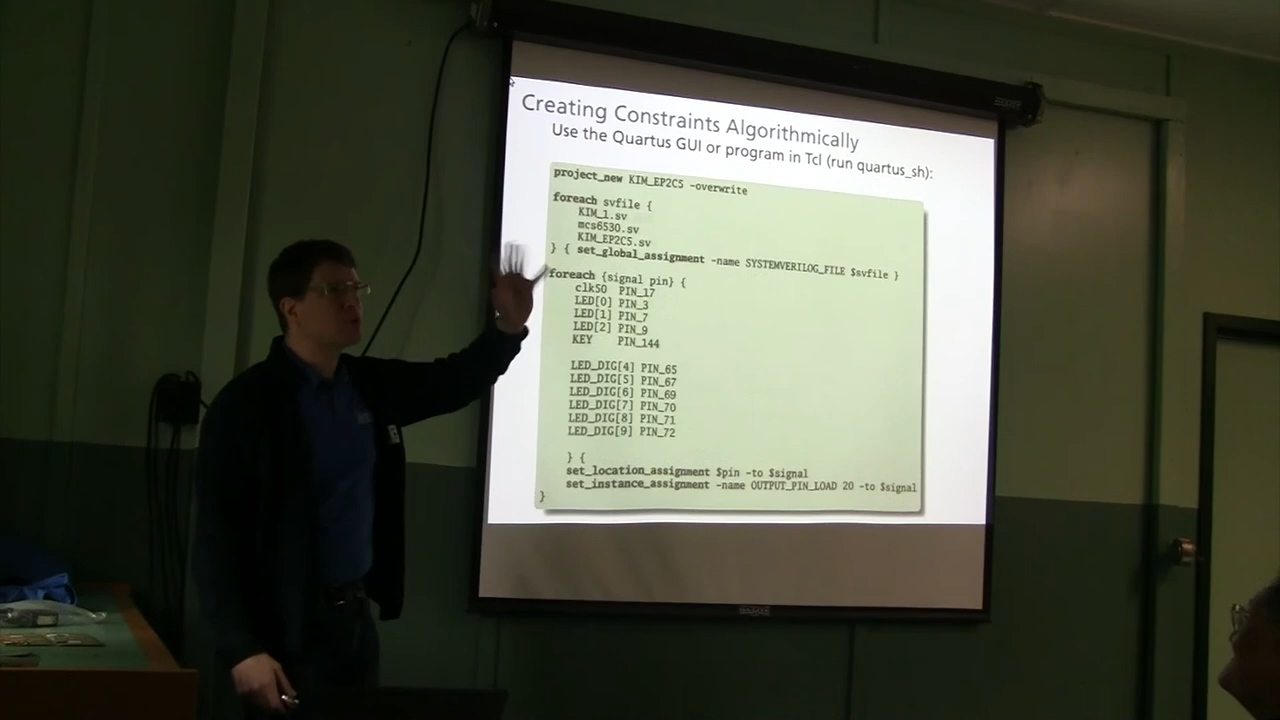 Creating Constraints Algorithmically
Use the Quartus GUI or program in Tcl (run quartus_sh):
project_new KIM_EP2C5 -overwrite
foreach svfile {
KIM_1.sv
mcs6530.sv
KIM_EP2C5.sv
} { set_global_assignment -name SYSTEMVERILOG_FILE $svfile }
foreach {signal pin} {
clk50 PIN_17
LED[0] PIN_3
LED[1] PIN_7
LED[2] PIN_9
KEY PIN_144
LED_DIG[4] PIN_65
LED_DIG[5] PIN_67
LED_DIG[6] PIN_69
LED_DIG[7] PIN_70
LED_DIG[8] PIN_71
LED_DIG[9] PIN_72
} {
set_location_assignment $pin -to $signal
set_instance_assignment -name OUTPUT_PIN_LOAD 20 -to $signal
}